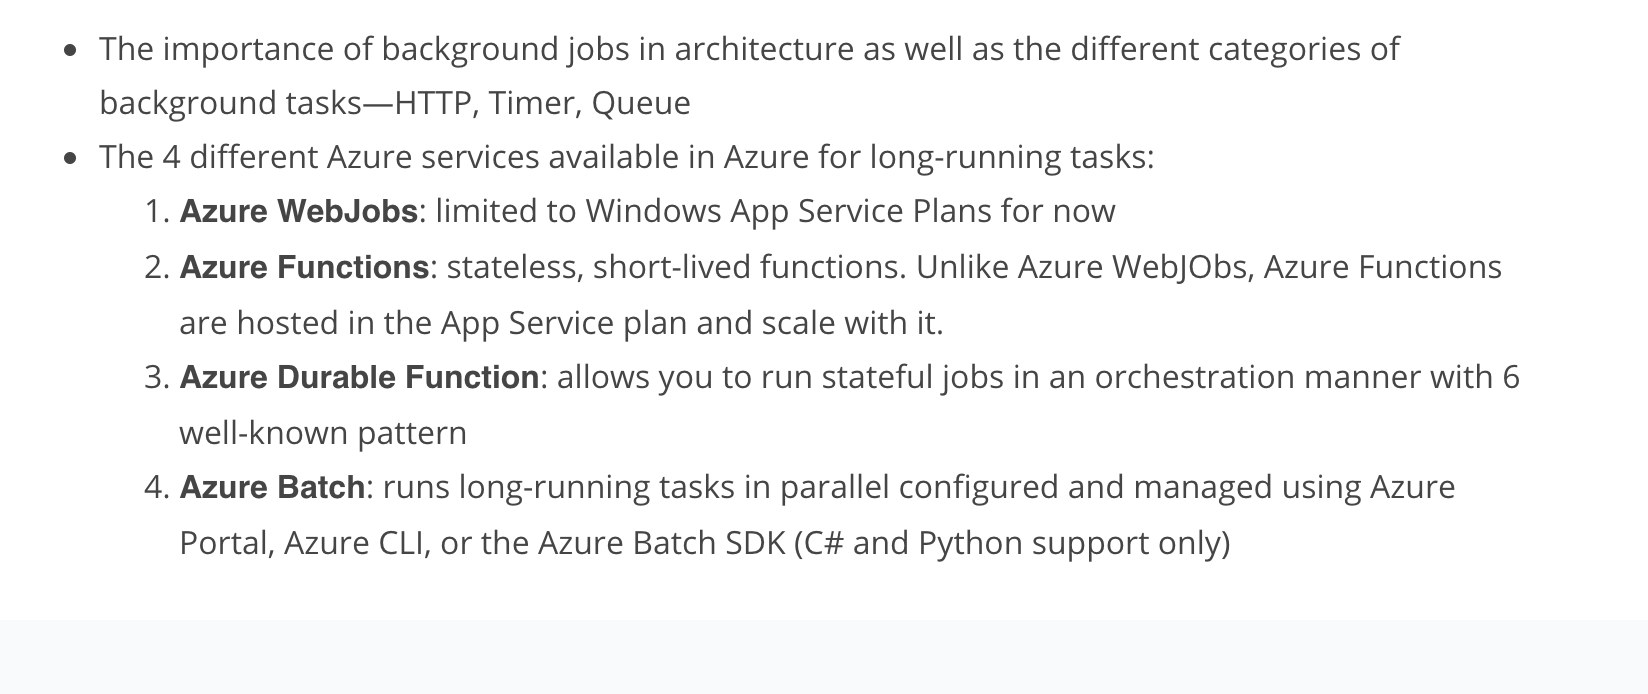 • The importance of background jobs in architecture as well as the different categories of
background tasks—HTTP, Timer, Queue
• The 4 different Azure services available in Azure for long-running tasks:
1. Azure WebJobs: limited to Windows App Service Plans for now
2. Azure Functions: stateless, short-lived functions. Unlike Azure WebJObs, Azure Functions
are hosted in the App Service plan and scale with it.
3. Azure Durable Function: allows you to run stateful jobs in an orchestration manner with 6
well-known pattern
4. Azure Batch: runs long-running tasks in parallel configured and managed using Azure
Portal, Azure CLI, or the Azure Batch SDK (C# and Python support only)